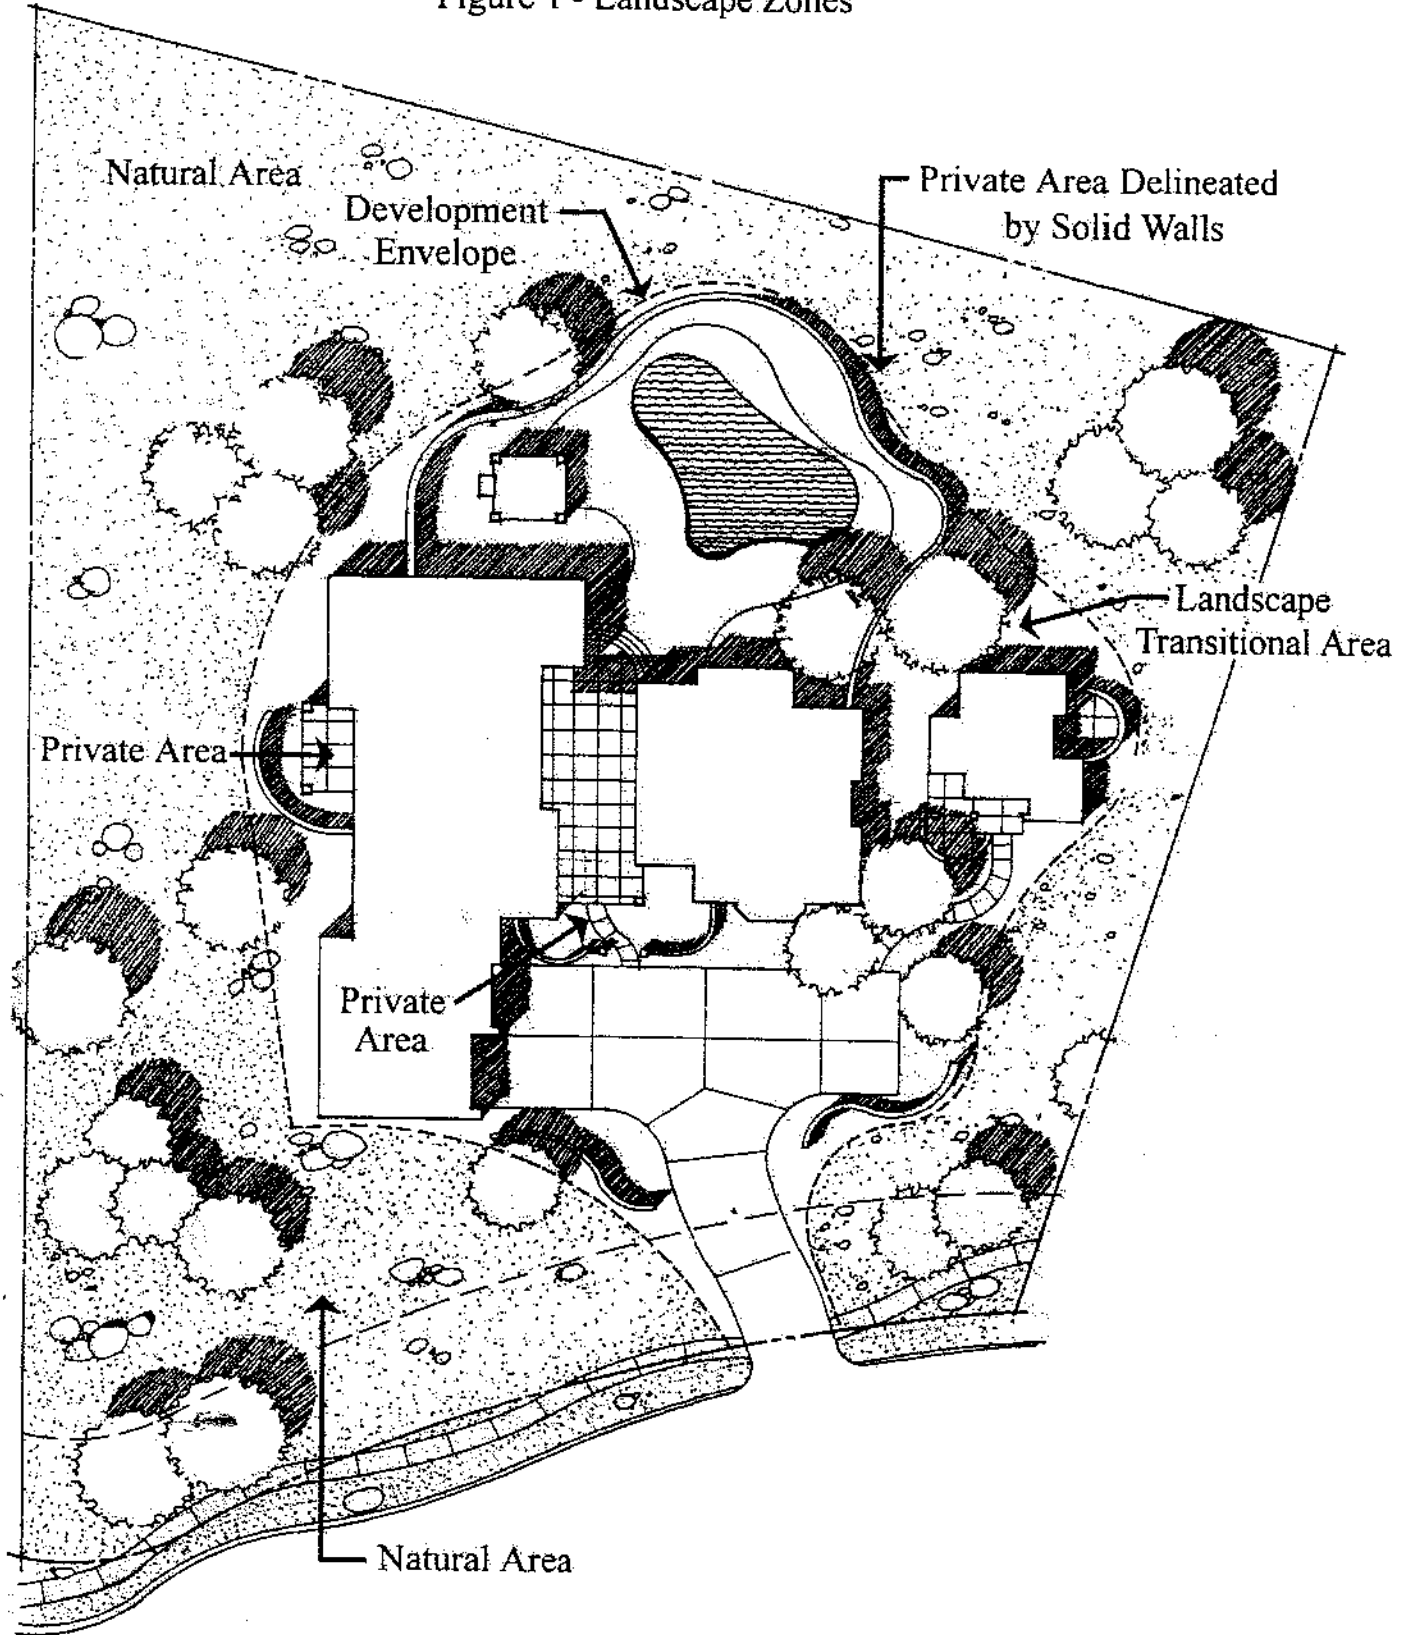 Figure 1 - Landscape Zones
Natural Area
Development
Envelope
Private Area Delineated
by Solid Walls
Landscape
Transitional Area
Private Area
Private
Area
Natural Area